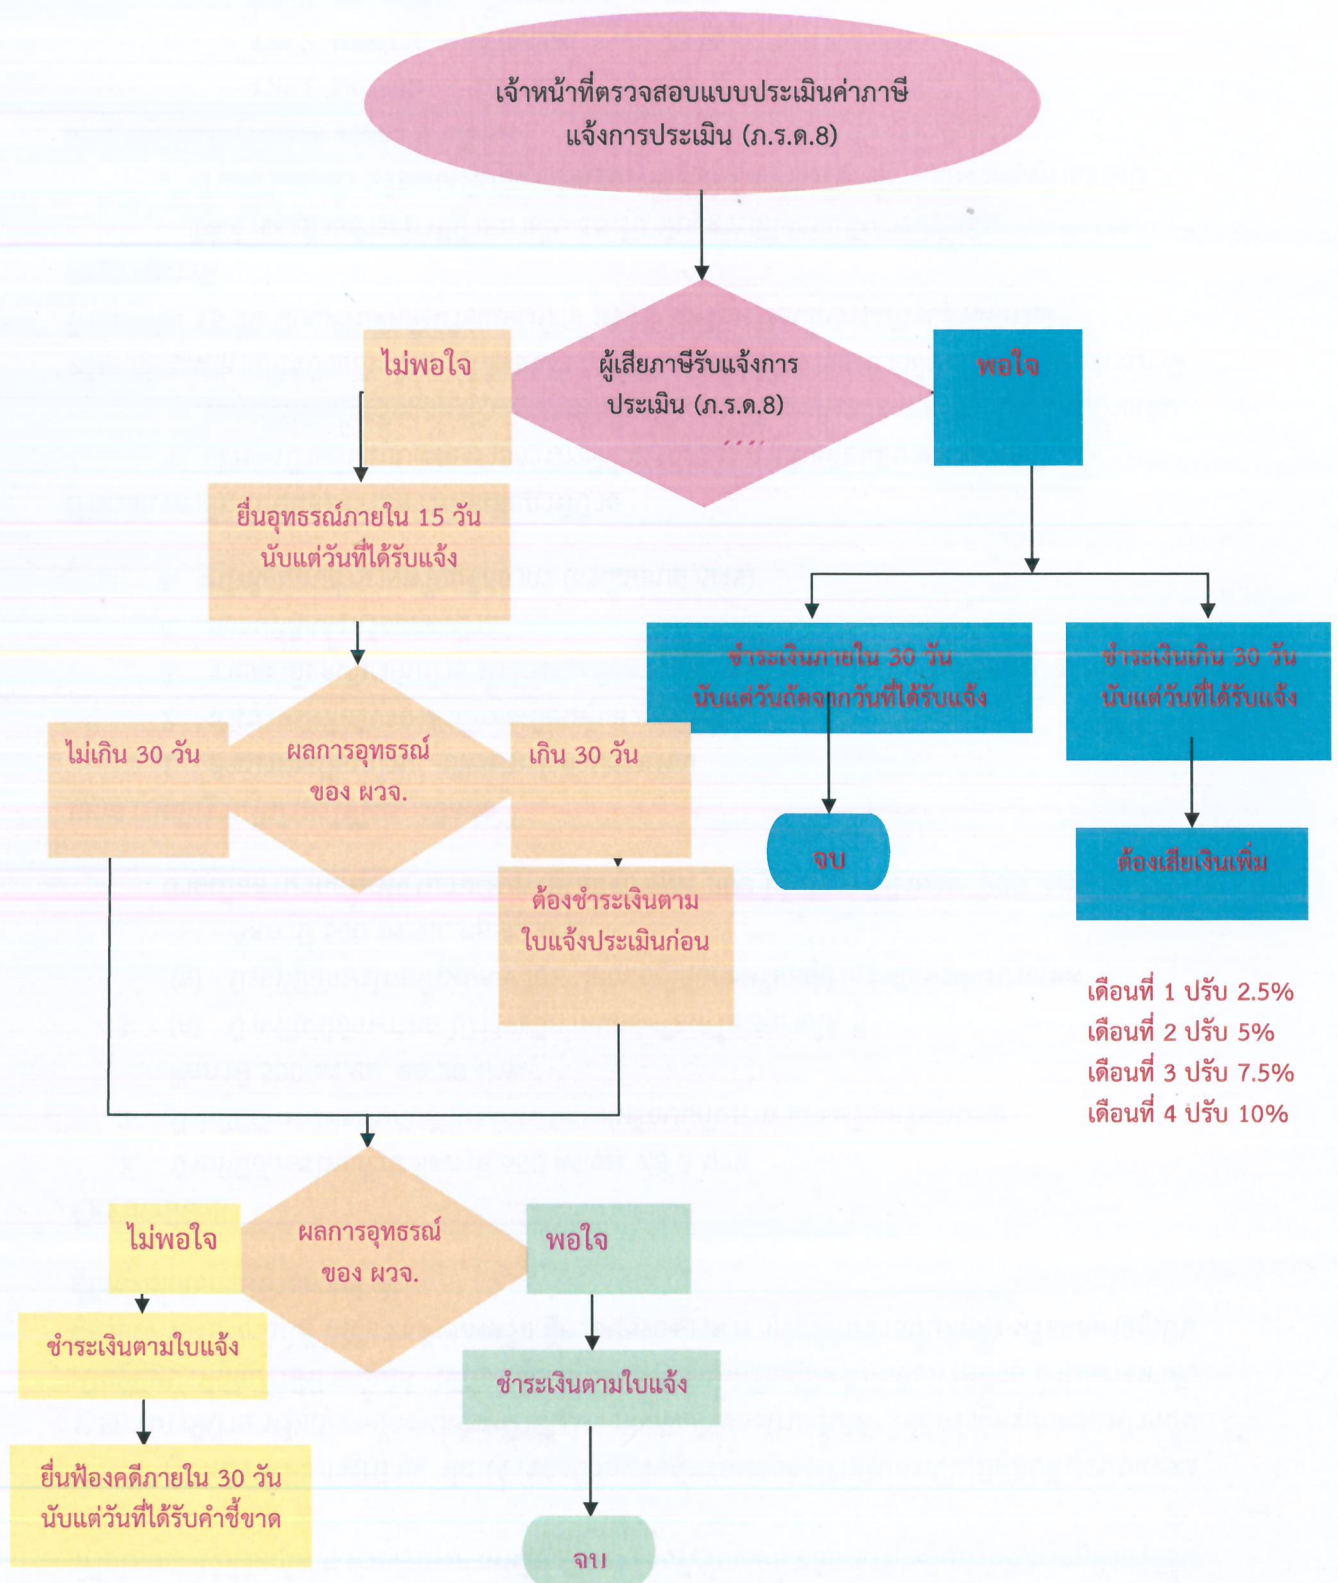 เจ้าหน้าที่ตรวจสอบแบบประเมินค่าภาษี
แจ้งการประเมิน (ภ.ร.ด.8)
ไม่พอใจ
ผู้เสียภาษีรับแจ้งการ
ประเมิน (ภ.ร.ด.8)
พอใจ
ยื่นอุทธรณ์ภายใน 15 วัน
นับแต่วันที่ได้รับแจ้ง
ชำระเงินภายใน 30 วัน
นับแต่วันถัดจากวันที่ได้รับแจ้ง
ชำระเงินเกิน 30 วัน
นับแต่วันที่ได้รับแจ้ง
ไม่เกิน 30 วัน
ผลการอุทธรณ์
ของ ผวจ.
เกิน 30 วัน
จบ
ต้องเสียเงินเพิ่ม
ต้องชำระเงินตาม
ใบแจ้งประเมินก่อน
เดือนที่ 1 ปรับ 2.5%
เดือนที่ 2 ปรับ 5%
เดือนที่ 3 ปรับ 7.5%
เดือนที่ 4 ปรับ 10%
ไม่พอใจ
ผลการอุทธรณ์
ของ ผวจ.
พอใจ
ชำระเงินตามใบแจ้ง
ชำระเงินตามใบแจ้ง
ยื่นฟ้องคดีภายใน 30 วัน
นับแต่วันที่ได้รับคำชี้ขาด
จบ